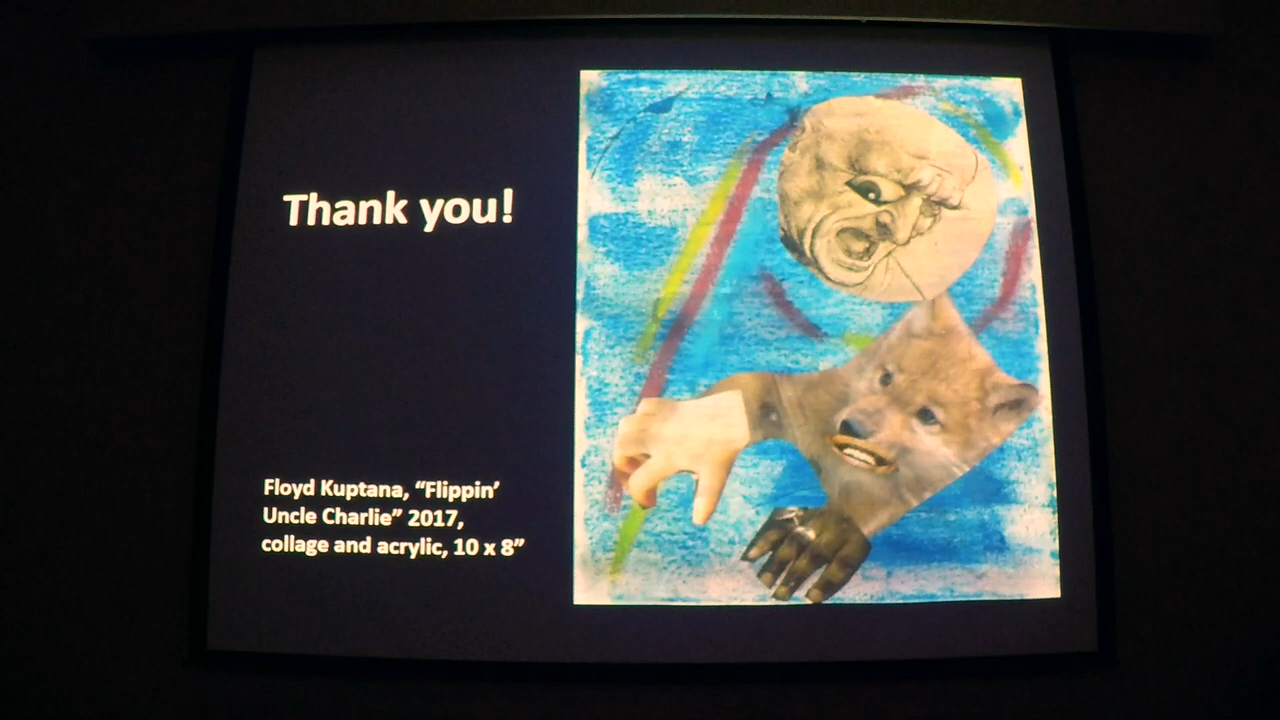 Thank you!
Floyd Kuptana, “Flippin’
Uncle Charlie” 2017,
collage and acrylic, 10 x 8”